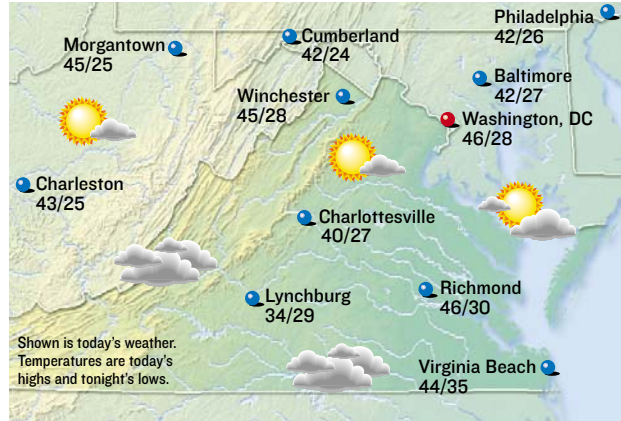 Philadelphia
42/26
Morgantown
45/25
Cumberland
42/24
Baltimore
42/27
Winchester
45/28
Washington, DC
46/28
Charleston
43/25
Charlottesville
40/27
Lynchburg
34/29
Richmond
46/30
Shown is today's weather.
Temperatures are today's
highs and tonight's lows.
Virginia Beach
44/35